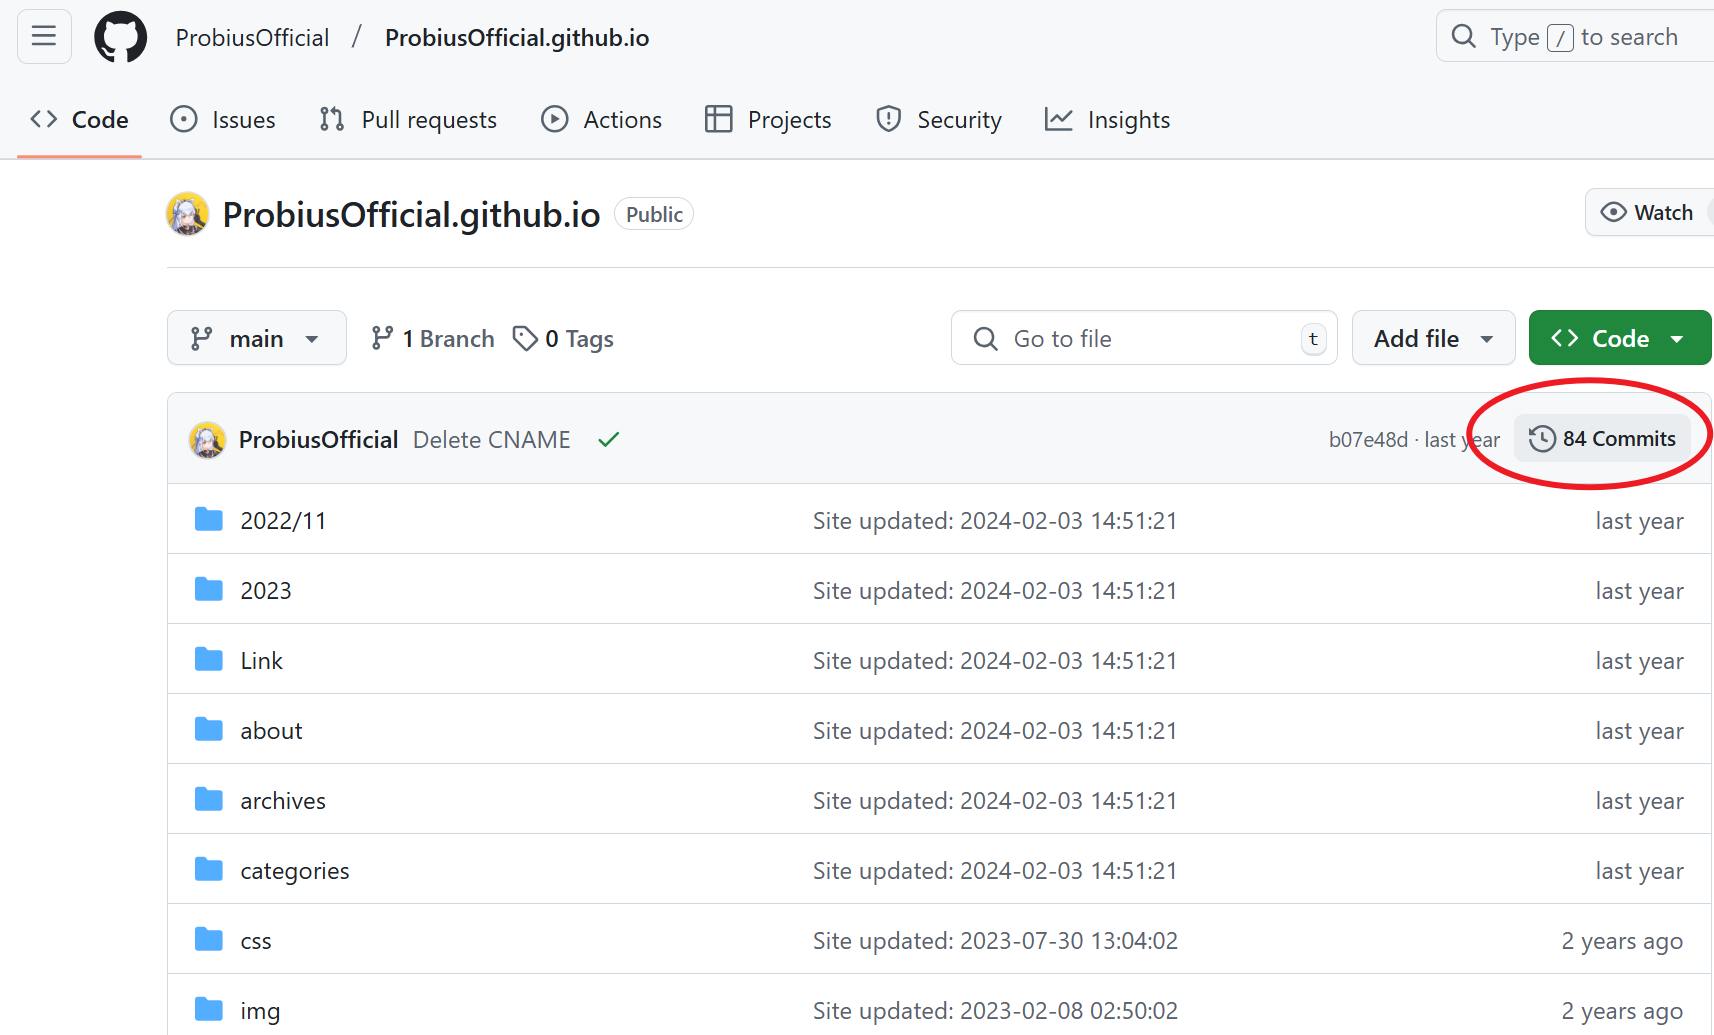 ProbiusOfficial / ProbiusOfficial.github.io Type / to search
Code Issues Pull requests Actions Projects Security Insights
ProbiusOfficial.github.io Public Watch
main 1 Branch 0 Tags Go to file t Add file Code
ProbiusOfficial Delete CNAME b07e48d · last year 84 Commits
2022/11 Site updated: 2024-02-03 14:51:21 last year
2023 Site updated: 2024-02-03 14:51:21 last year
Link Site updated: 2024-02-03 14:51:21 last year
about Site updated: 2024-02-03 14:51:21 last year
archives Site updated: 2024-02-03 14:51:21 last year
categories Site updated: 2024-02-03 14:51:21 last year
css Site updated: 2023-07-30 13:04:02 2 years ago
img Site updated: 2023-02-08 02:50:02 2 years ago